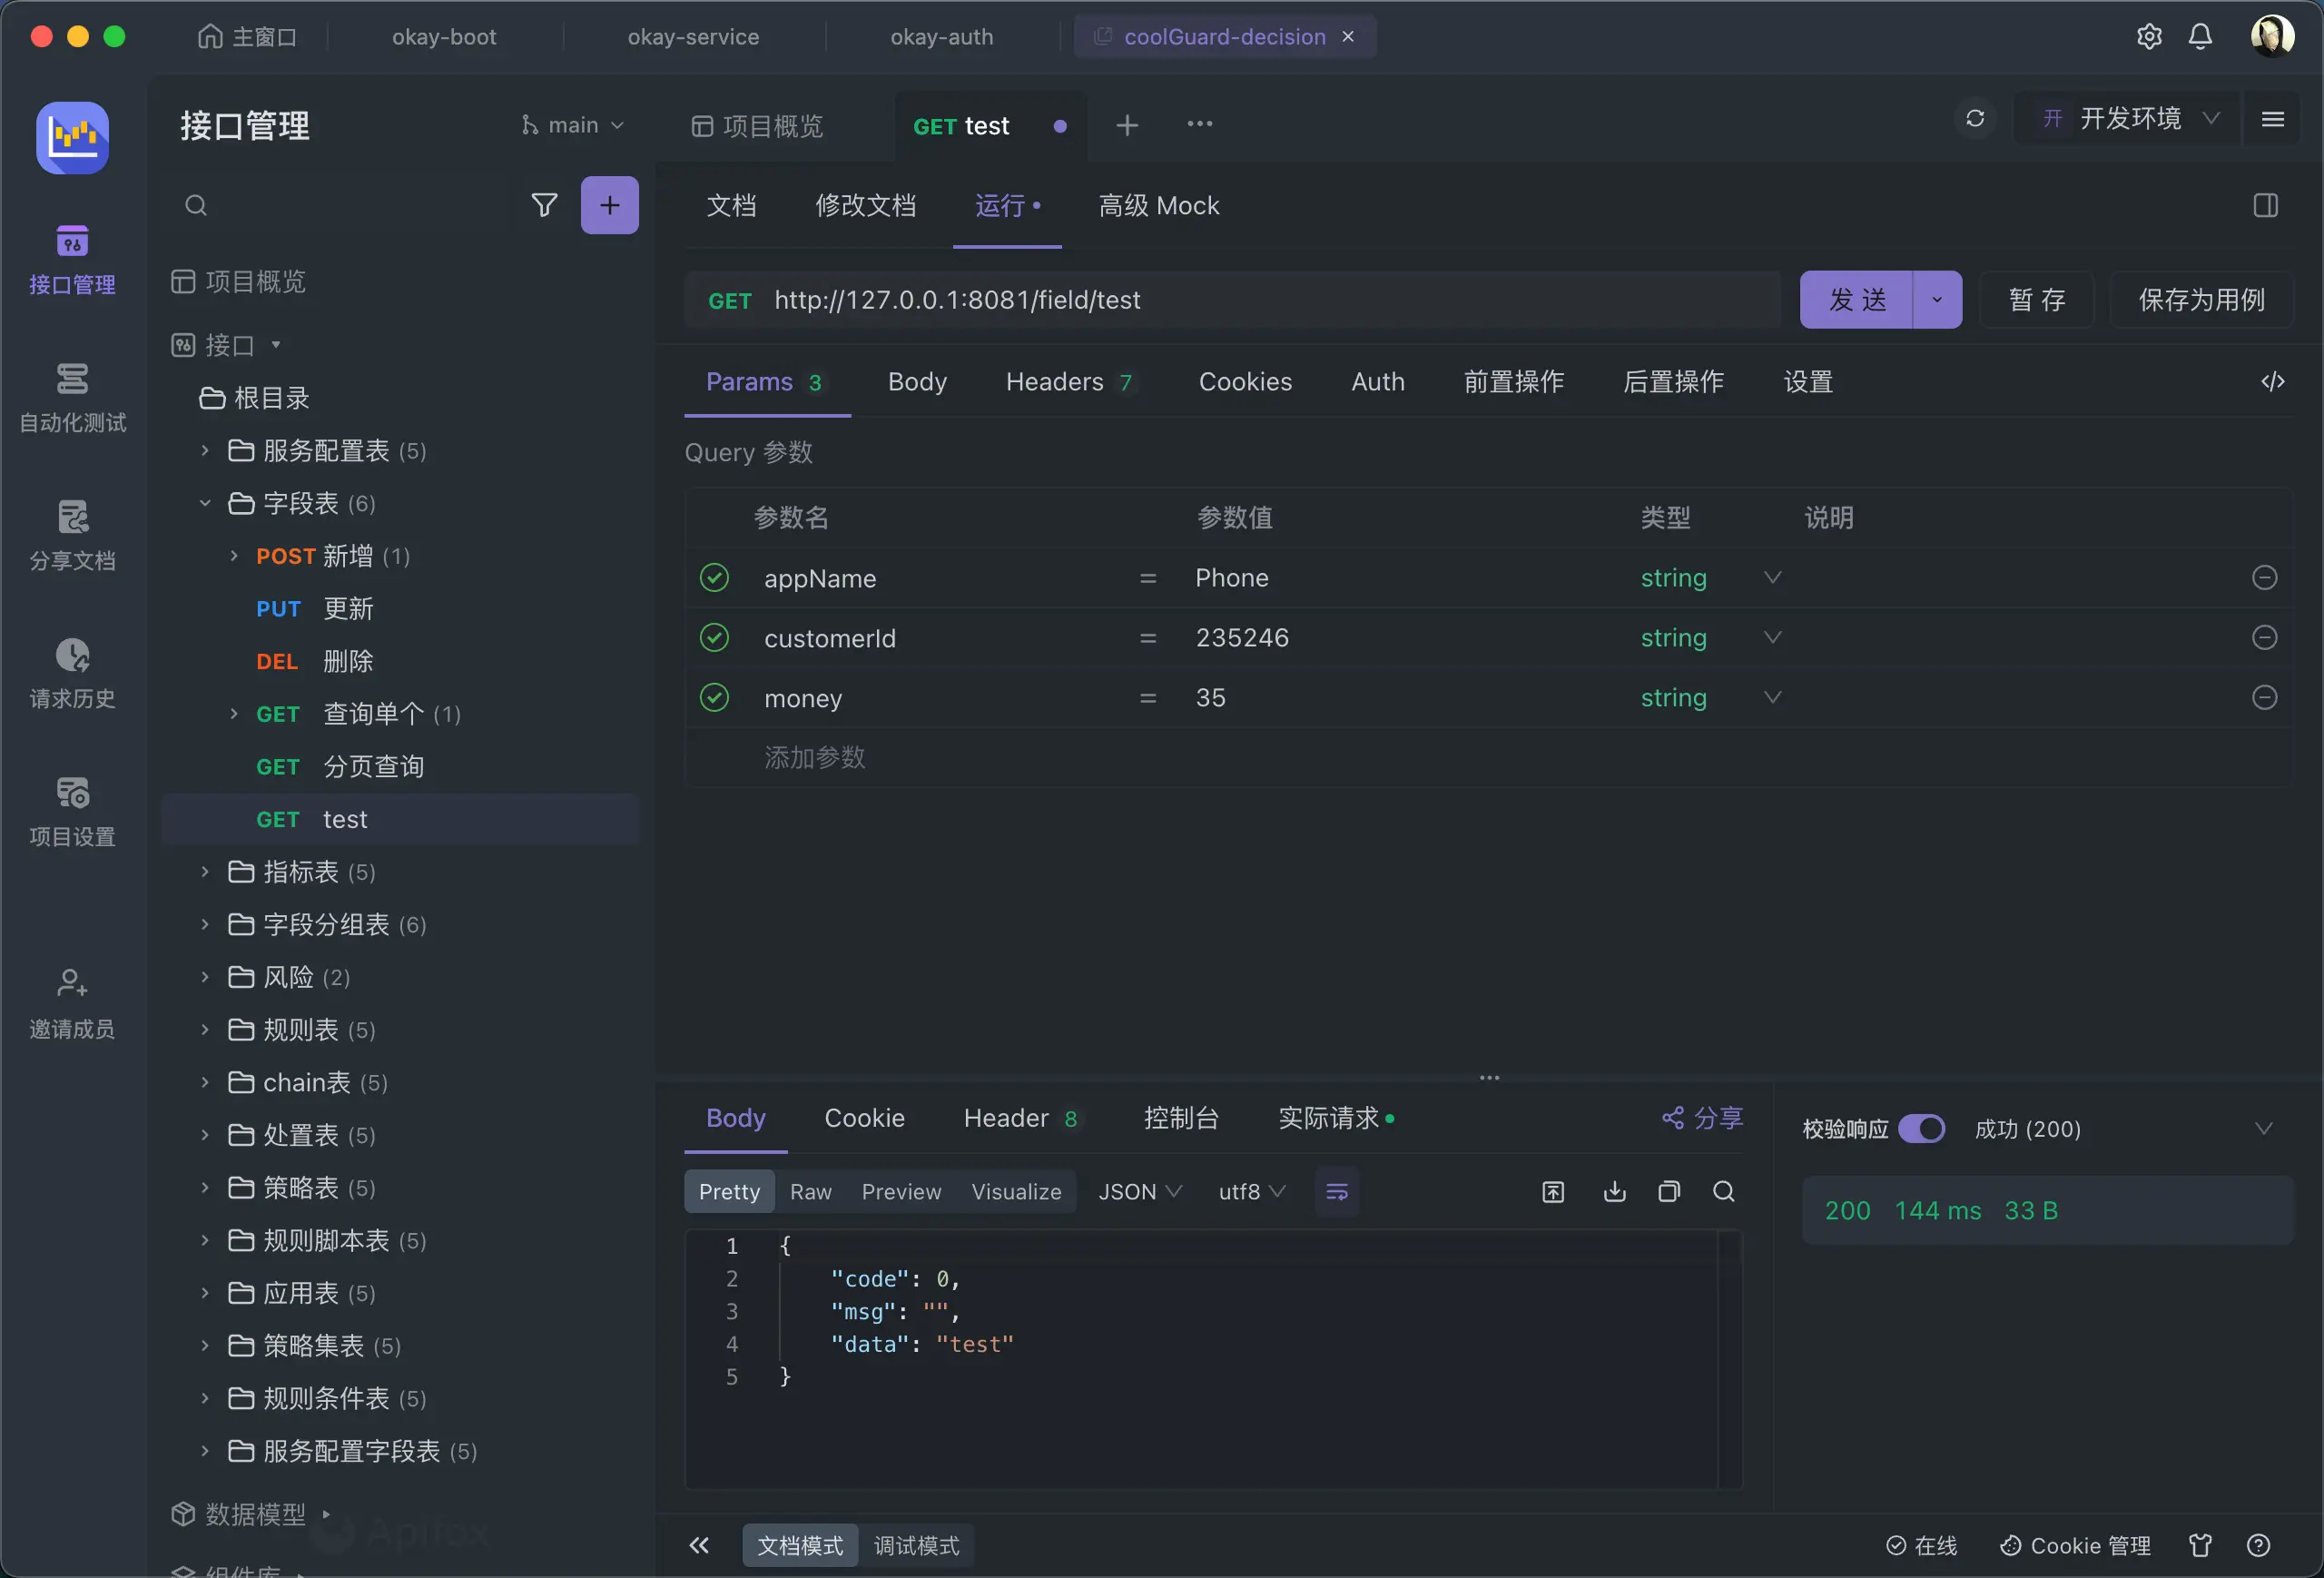 主窗口
okay-boot
okay-service
okay-auth
coolGuard-decision
接口管理
自动化测试
分享文档
请求历史
项目设置
邀请成员
接口管理
main
项目概览
接口
根目录
服务配置表 (5)
字段表 (6)
POST 新增 (1)
PUT 更新
DEL 删除
GET 查询单个 (1)
GET 分页查询
GET test
指标表 (5)
字段分组表 (6)
风险 (2)
规则表 (5)
chain表 (5)
处置表 (5)
策略表 (5)
规则脚本表 (5)
应用表 (5)
策略集表 (5)
规则条件表 (5)
服务配置字段表 (5)
数据模型
Apifox
组件库
项目概览
GET test
开 开发环境
文档 修改文档 运行 高级 Mock
GET http://127.0.0.1:8081/field/test
发 送
暂 存
保存为用例
Params 3 Body Headers 7 Cookies Auth 前置操作 后置操作 设置
Query 参数
参数名 参数值 类型 说明
appName = Phone string
customerId = 235246 string
money = 35 string
添加参数
Body Cookie Header 8 控制台 实际请求 分享
Pretty Raw Preview Visualize JSON utf8
1 {
2 "code": 0,
3 "msg": "",
4 "data": "test"
5 }
校验响应 成功 (200)
200 144 ms 33 B
文档模式 调试模式
在线 Cookie 管理